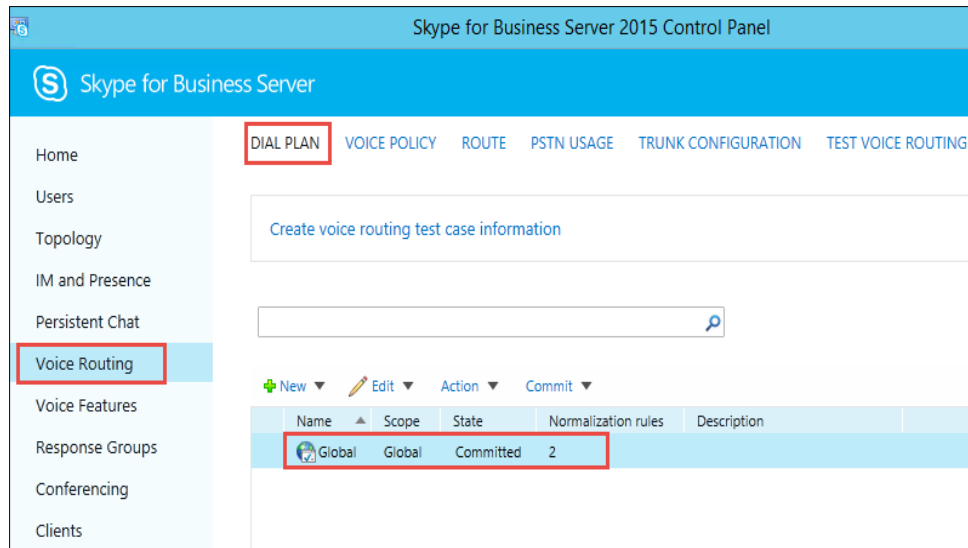 Skype for Business Server 2015 Control Panel
Skype for Business Server
Home
Users
Topology
IM and Presence
Persistent Chat
Voice Routing
Voice Features
Response Groups
Conferencing
Clients
DIAL PLAN VOICE POLICY ROUTE PSTN USAGE TRUNK CONFIGURATION TEST VOICE ROUTING
Create voice routing test case information
New Edit Action Commit
Name Scope State Normalization rules Description
Global Global Committed 2